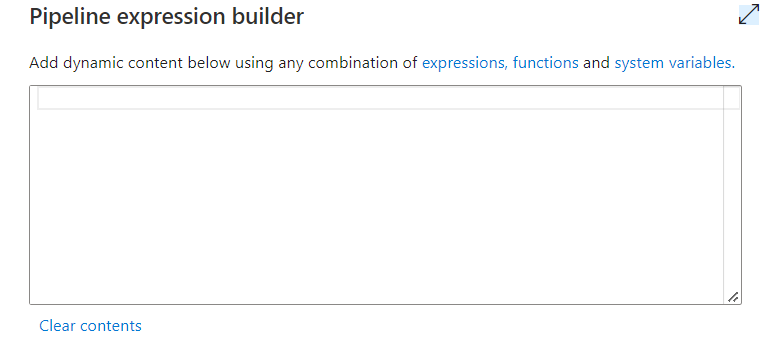 Pipeline expression builder
Add dynamic content below using any combination of expressions, functions and system variables.
Clear contents